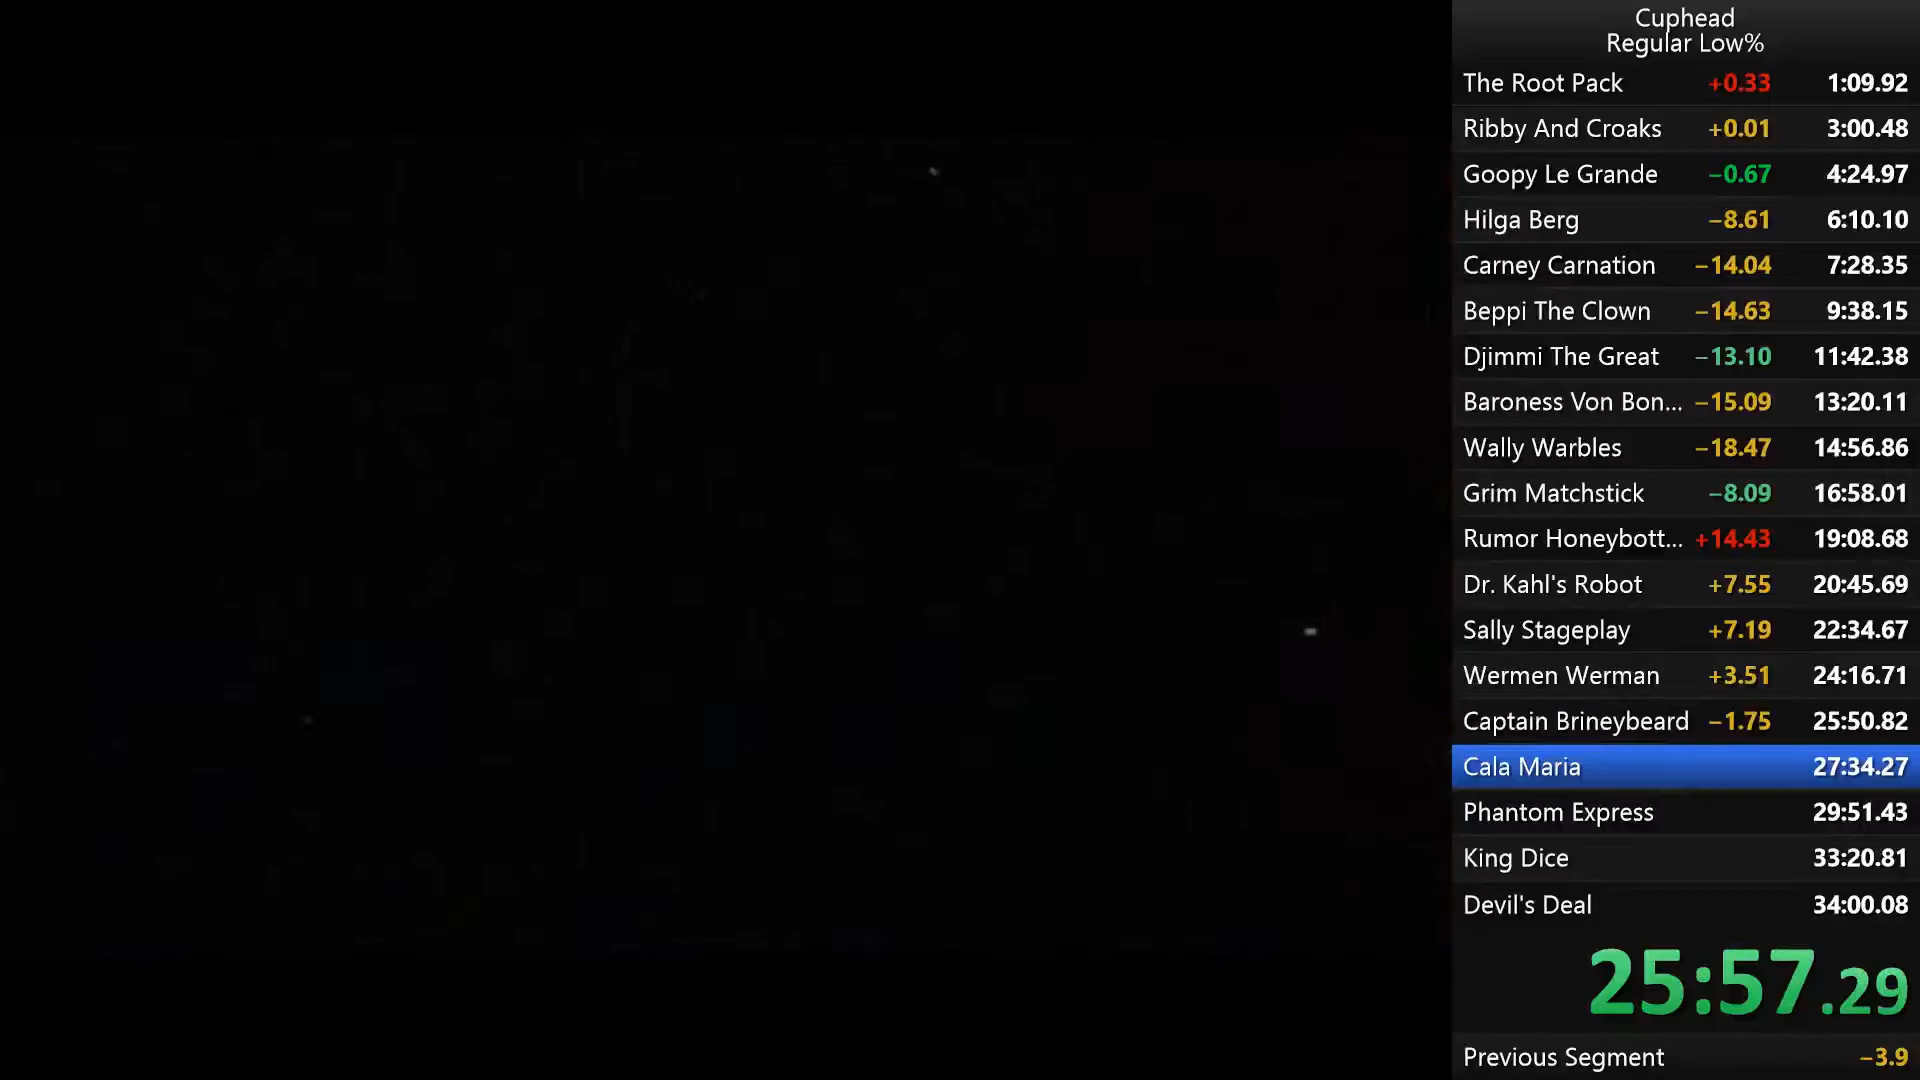 Cuphead
Regular Low%
The Root Pack +0.33 1:09.92
Ribby And Croaks +0.01 3:00.48
Goopy Le Grande −0.67 4:24.97
Hilga Berg −8.61 6:10.10
Carney Carnation −14.04 7:28.35
Beppi The Clown −14.63 9:38.15
Djimmi The Great −13.10 11:42.38
Baroness Von Bon... −15.09 13:20.11
Wally Warbles −18.47 14:56.86
Grim Matchstick −8.09 16:58.01
Rumor Honeybott... +14.43 19:08.68
Dr. Kahl's Robot +7.55 20:45.69
Sally Stageplay +7.19 22:34.67
Wermen Werman +3.51 24:16.71
Captain Brineybeard −1.75 25:50.82
Cala Maria 27:34.27
Phantom Express 29:51.43
King Dice 33:20.81
Devil's Deal 34:00.08
25:57.29
Previous Segment −3.9